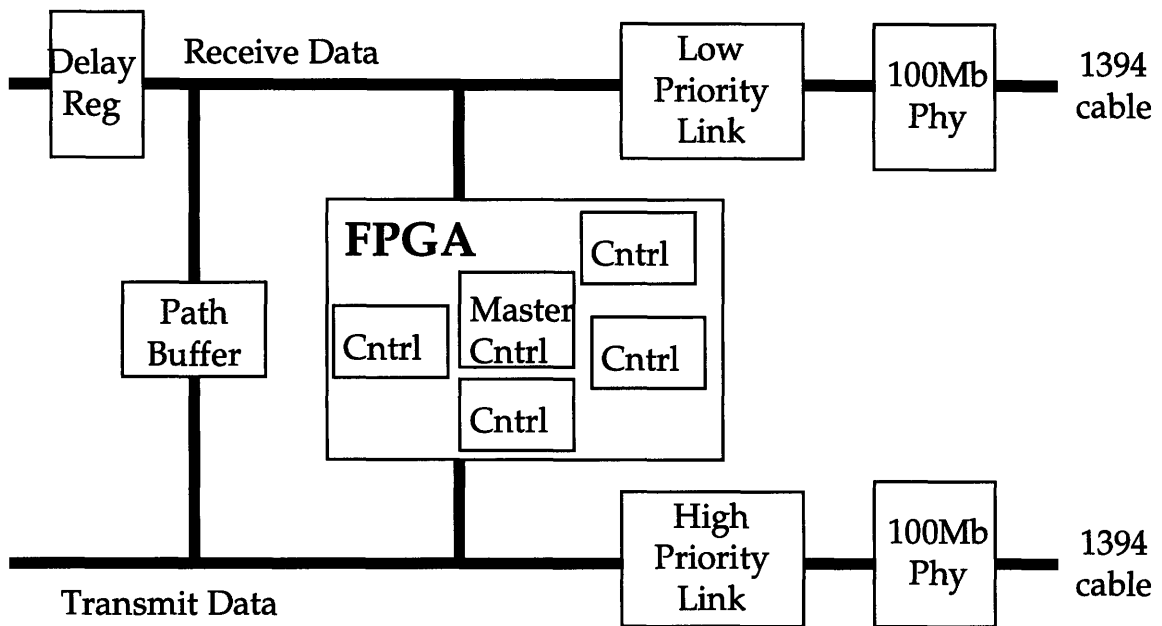 Delay
Reg
Receive Data
Low
Priority
Link
100Mb
Phy
1394
cable
FPGA
Cntrl
Master
Cntrl
Cntrl
Cntrl
Cntrl
Path
Buffer
High
Priority
Link
100Mb
Phy
1394
cable
Transmit Data